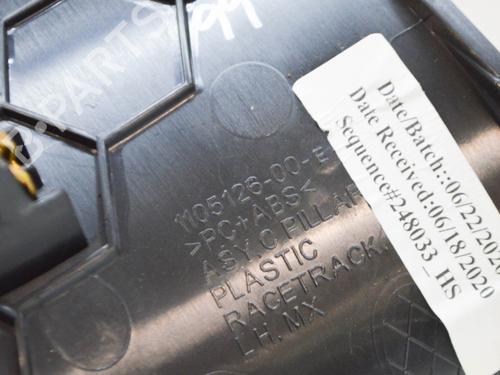 Date/Batch::06/22/2020
Date Received:06/18/2020
Sequence#248033_HS
1105126-00-E
>PC+ABS<
ASY, C PILLAR
PLASTIC
RACETRACK
LH, MX
B-PARTS